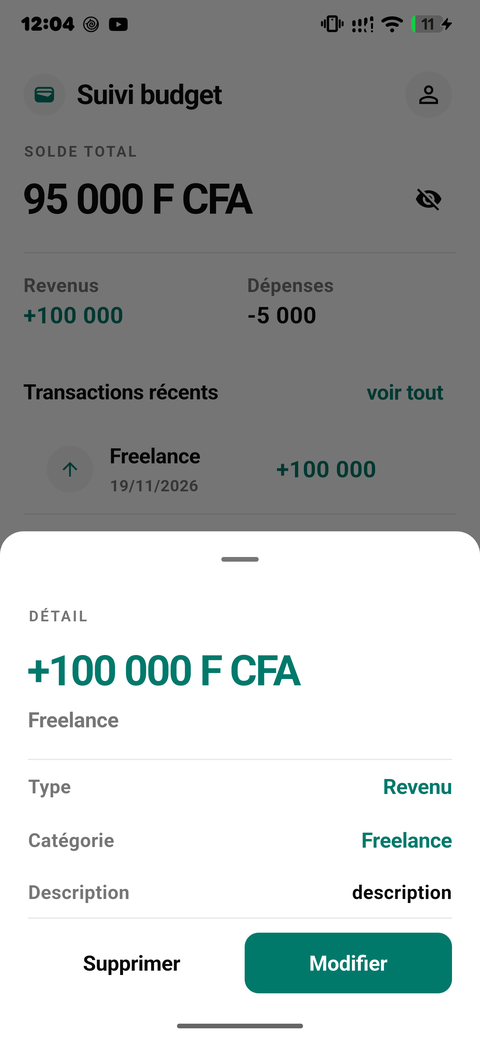 12:04
11
Suivi budget
SOLDE TOTAL
95 000 F CFA
Revenus
Dépenses
+100 000
-5 000
Transactions récents
voir tout
Freelance
19/11/2026
+100 000
DÉTAIL
+100 000 F CFA
Freelance
Type
Revenu
Catégorie
Freelance
Description
description
Supprimer
Modifier